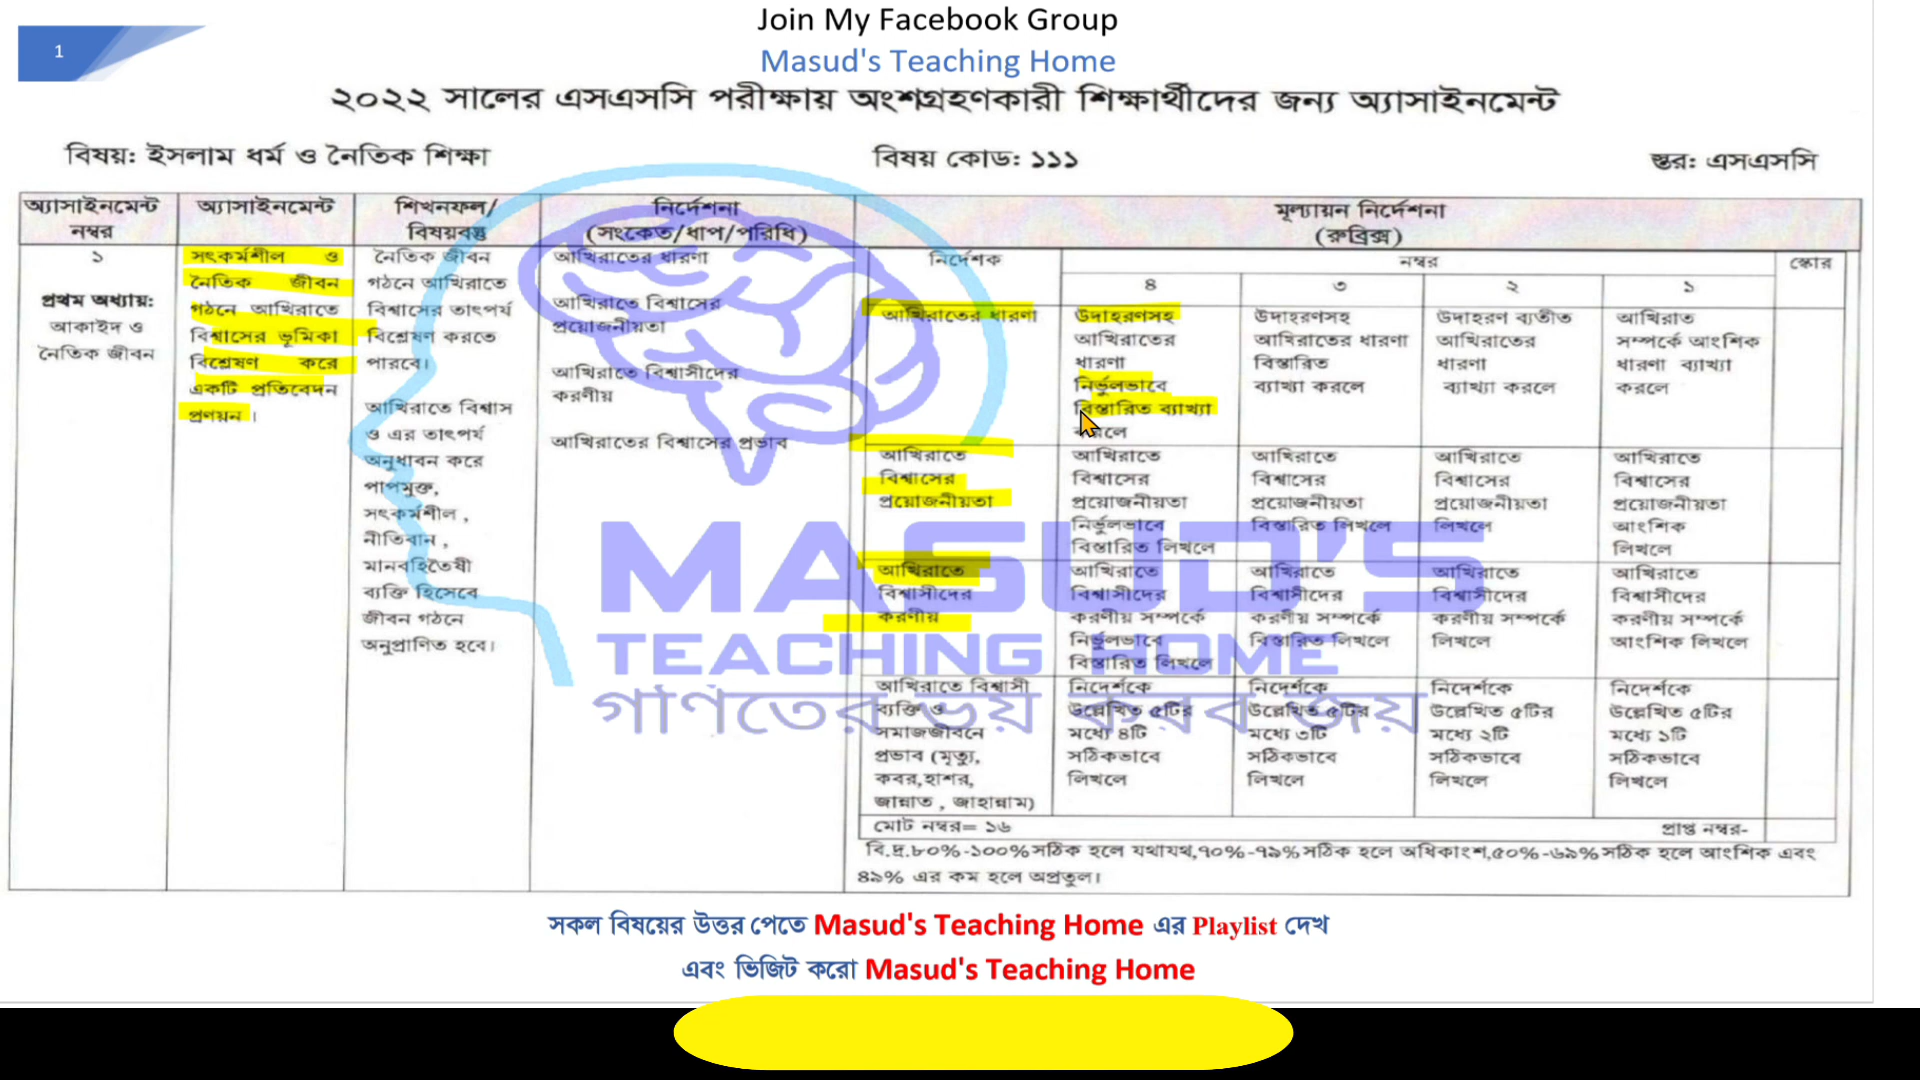 1
Join My Facebook Group
Masud's Teaching Home
২০২২ সালের এসএসসি পরীক্ষায় অংশগ্রহণকারী শিক্ষার্থীদের জন্য অ্যাসাইনমেন্ট
বিষয়: ইসলাম ধর্ম ও নৈতিক শিক্ষা
বিষয় কোড: ১১১
স্তর: এসএসসি
অ্যাসাইনমেন্ট
নম্বর
অ্যাসাইনমেন্ট
শিখনফল/
বিষয়বস্তু
নির্দেশনা
(সংকেত/ধাপ/পরিধি)
মূল্যায়ন নির্দেশনা
(রুব্রিক্স)
১
প্রথম অধ্যায়:
আকাইদ ও
নৈতিক জীবন
সৎকর্মশীল ও
নৈতিক জীবন
গঠনে আখিরাতে
বিশ্বাসের ভূমিকা
বিশ্লেষণ করে
একটি প্রতিবেদন
প্রণয়ন।
নৈতিক জীবন
গঠনে আখিরাতে
বিশ্বাসের তাৎপর্য
বিশ্লেষণ করতে
পারবে।
আখিরাতে বিশ্বাস
ও এর তাৎপর্য
অনুধাবন করে
পাপমুক্ত,
সৎকর্মশীল,
নীতিবান,
মানবহিতৈষী
ব্যক্তি হিসেবে
জীবন গঠনে
অনুপ্রাণিত হবে।
আখিরাতের ধারণা
আখিরাতে বিশ্বাসের
প্রয়োজনীয়তা
আখিরাতে বিশ্বাসীদের
করণীয়
আখিরাতের বিশ্বাসের প্রভাব
নির্দেশক
নম্বর
স্কোর
৪
৩
২
১
আখিরাতের ধারণা
উদাহরণসহ
আখিরাতের
ধারণা
নির্ভুলভাবে
বিস্তারিত ব্যাখ্যা
করলে
উদাহরণসহ
আখিরাতের ধারণা
বিস্তারিত
ব্যাখ্যা করলে
উদাহরণ ব্যতীত
আখিরাতের
ধারণা
ব্যাখ্যা করলে
আখিরাত
সম্পর্কে আংশিক
ধারণা ব্যাখ্যা
করলে
আখিরাতে
বিশ্বাসের
প্রয়োজনীয়তা
আখিরাতে
বিশ্বাসের
প্রয়োজনীয়তা
নির্ভুলভাবে
বিস্তারিত লিখলে
আখিরাতে
বিশ্বাসের
প্রয়োজনীয়তা
বিস্তারিত লিখলে
আখিরাতে
বিশ্বাসের
প্রয়োজনীয়তা
লিখলে
আখিরাতে
বিশ্বাসের
প্রয়োজনীয়তা
আংশিক
লিখলে
আখিরাতে
বিশ্বাসীদের
করণীয়
আখিরাতে
বিশ্বাসীদের
করণীয় সম্পর্কে
নির্ভুলভাবে
বিস্তারিত লিখলে
আখিরাতে
বিশ্বাসীদের
করণীয় সম্পর্কে
বিস্তারিত লিখলে
আখিরাতে
বিশ্বাসীদের
করণীয় সম্পর্কে
লিখলে
আখিরাতে
বিশ্বাসীদের
করণীয় সম্পর্কে
আংশিক লিখলে
আখিরাতে বিশ্বাসী
ব্যক্তি ও
সমাজজীবনে
প্রভাব (মৃত্যু,
কবর,হাশর,
জান্নাত , জাহান্নাম)
নিদের্শকে
উল্লেখিত ৫টির
মধ্যে ৪টি
সঠিকভাবে
লিখলে
নিদের্শকে
উল্লেখিত ৫টির
মধ্যে ৩টি
সঠিকভাবে
লিখলে
নিদের্শকে
উল্লেখিত ৫টির
মধ্যে ২টি
সঠিকভাবে
লিখলে
নিদের্শকে
উল্লেখিত ৫টির
মধ্যে ১টি
সঠিকভাবে
লিখলে
মোট নম্বর= ১৬
প্রাপ্ত নম্বর-
বি.দ্র.৮০%-১০০%সঠিক হলে যথাযথ,৭০%-৭৯%সঠিক হলে অধিকাংশ,৫০%-৬৯%সঠিক হলে আংশিক এবং
৪৯% এর কম হলে অপ্রতুল।
MASUD'S
TEACHING HOME
গণিতের ভয় করব জয়
সকল বিষয়ের উত্তর পেতে Masud's Teaching Home এর Playlist দেখ
এবং ভিজিট করো Masud's Teaching Home